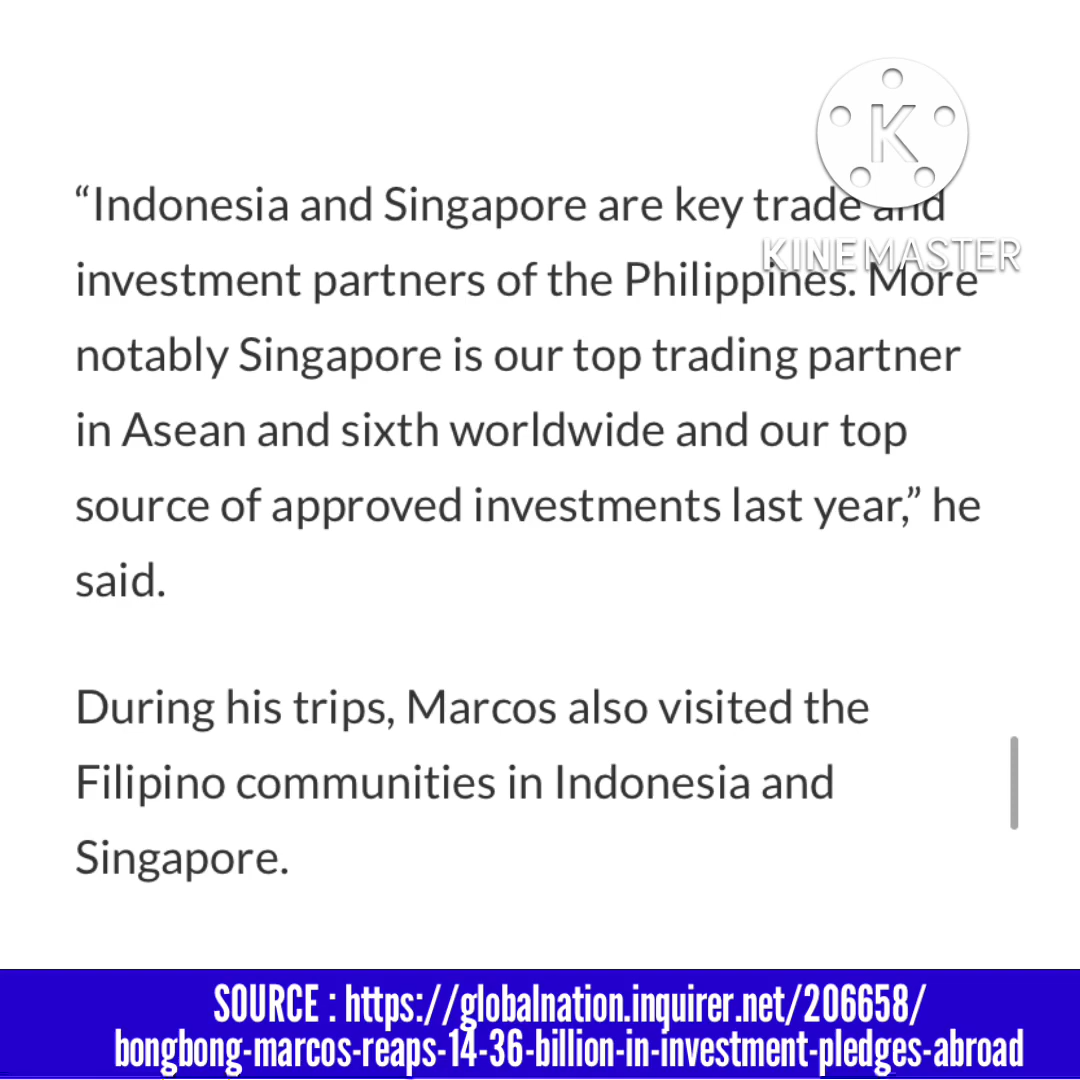 K
KINEMASTER
“Indonesia and Singapore are key trade and
investment partners of the Philippines. More
notably Singapore is our top trading partner
in Asean and sixth worldwide and our top
source of approved investments last year,” he
said.
During his trips, Marcos also visited the
Filipino communities in Indonesia and
Singapore.
SOURCE : https://globalnation.inquirer.net/206658/
bongbong-marcos-reaps-14-36-billion-in-investment-pledges-abroad